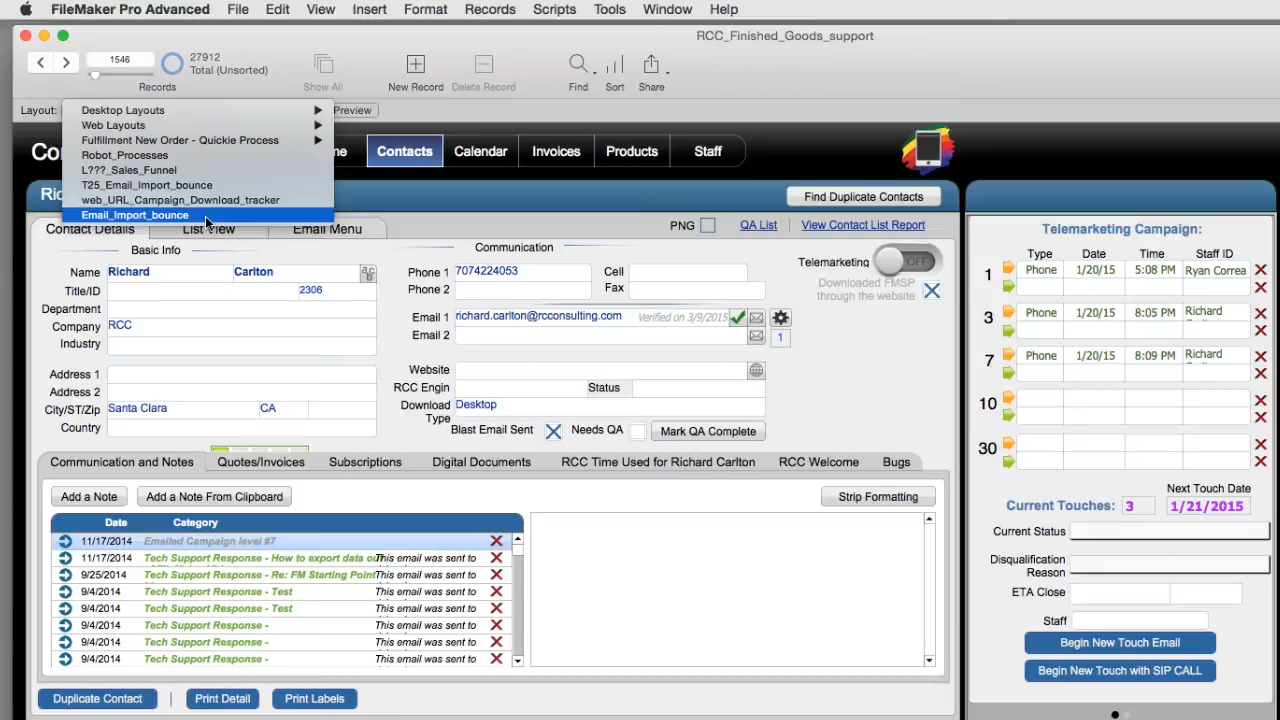 FileMaker Pro Advanced File Edit View Insert Format Records Scripts Tools Window Help
RCC_Finished_Goods_support
1546
27912
Total (Unsorted)
Records Show All New Record Delete Record Find Sort Share
Layout: Preview
Desktop Layouts
Web Layouts
Fulfillment New Order - Quickie Process
Robot_Processes
L???_Sales_Funnel
T25_Email_Import_bounce
web_URL_Campaign_Download_tracker
Email_Import_bounce
Contacts Calendar Invoices Products Staff
Find Duplicate Contacts
Contact Details List View Email Menu
PNG QA List View Contact List Report
Basic Info
Name Richard Carlton
Title/ID 2306
Department
Company RCC
Industry
Address 1
Address 2
City/ST/Zip Santa Clara CA
Country
Communication
Phone 1 7074224053 Cell
Phone 2 Fax
Email 1 richard.carlton@rcconsulting.com Verified on 3/9/2015
Email 2 1
Website
RCC Engin Status
Download Type Desktop
Blast Email Sent Needs QA Mark QA Complete
Telemarketing OFF
Downloaded FMSP
through the website
Communication and Notes Quotes/Invoices Subscriptions Digital Documents RCC Time Used for Richard Carlton RCC Welcome Bugs
Add a Note Add a Note From Clipboard Strip Formatting
Date Category
11/17/2014 Emailed Campaign level #7
11/17/2014 Tech Support Response - How to export data This email was sent to
9/25/2014 Tech Support Response - Re: FM Starting Point This email was sent to
9/4/2014 Tech Support Response - Test This email was sent to
9/4/2014 Tech Support Response - Test This email was sent to
9/4/2014 Tech Support Response - This email was sent to
9/4/2014 Tech Support Response - This email was sent to
9/4/2014 Tech Support Response - This email was sent to
Duplicate Contact | Print Detail Print Labels
Telemarketing Campaign:
Type Date Time Staff ID
1 Phone 1/20/15 5:08 PM Ryan Correa
3 Phone 1/20/15 8:05 PM Richard
7 Phone 1/20/15 8:09 PM Richard
10
30
Next Touch Date
Current Touches: 3 1/21/2015
Current Status
Disqualification
Reason
ETA Close
Staff
Begin New Touch Email
Begin New Touch with SIP CALL